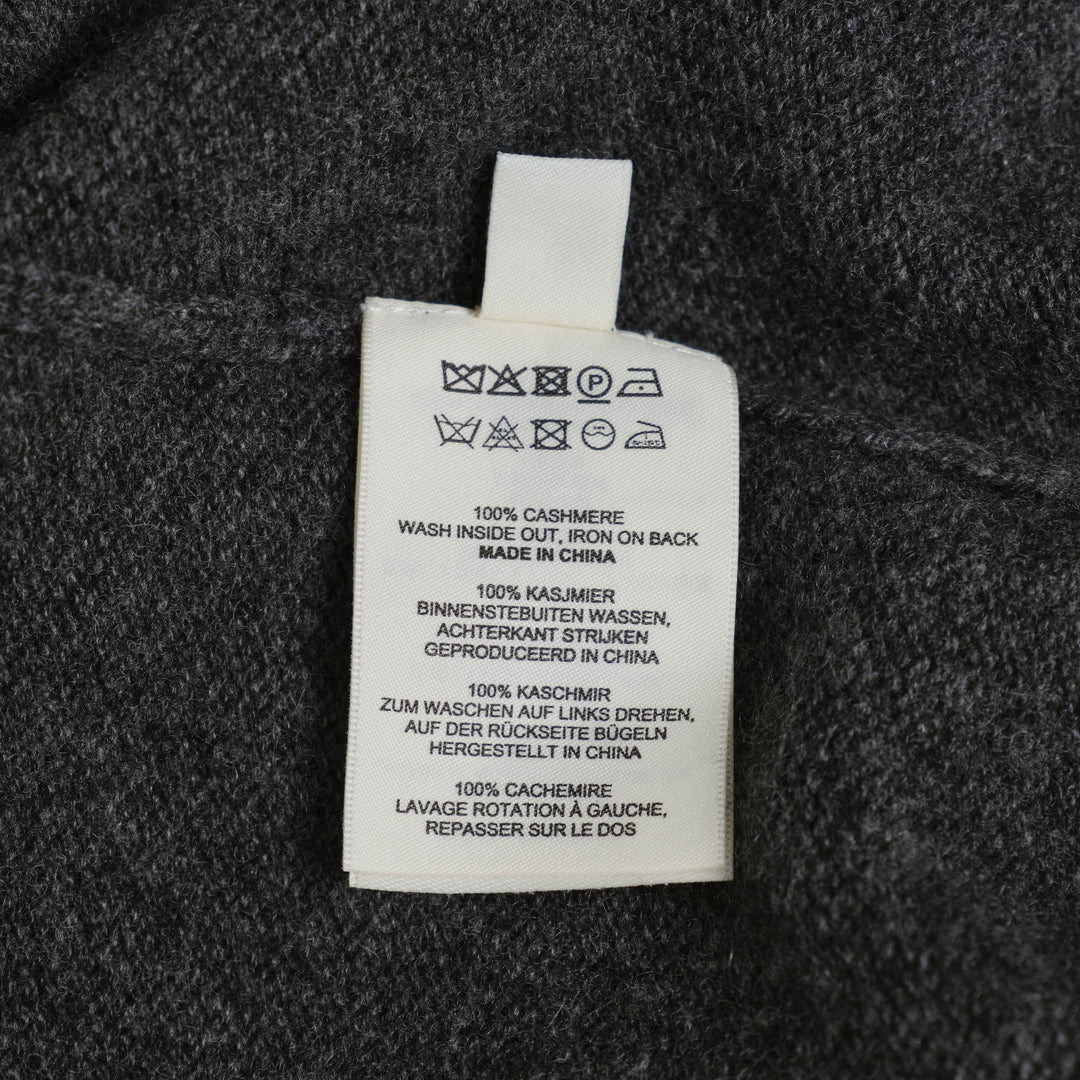 P
100% CASHMERE
WASH INSIDE OUT, IRON ON BACK
MADE IN CHINA
100% KASJMIER
BINNENSTEBUITEN WASSEN,
ACHTERKANT STRIJKEN
GEPRODUCEERD IN CHINA
100% KASCHMIR
ZUM WASCHEN AUF LINKS DREHEN,
AUF DER RÜCKSEITE BÜGELN
HERGESTELLT IN CHINA
100% CACHEMIRE
LAVAGE ROTATION À GAUCHE,
REPASSER SUR LE DOS